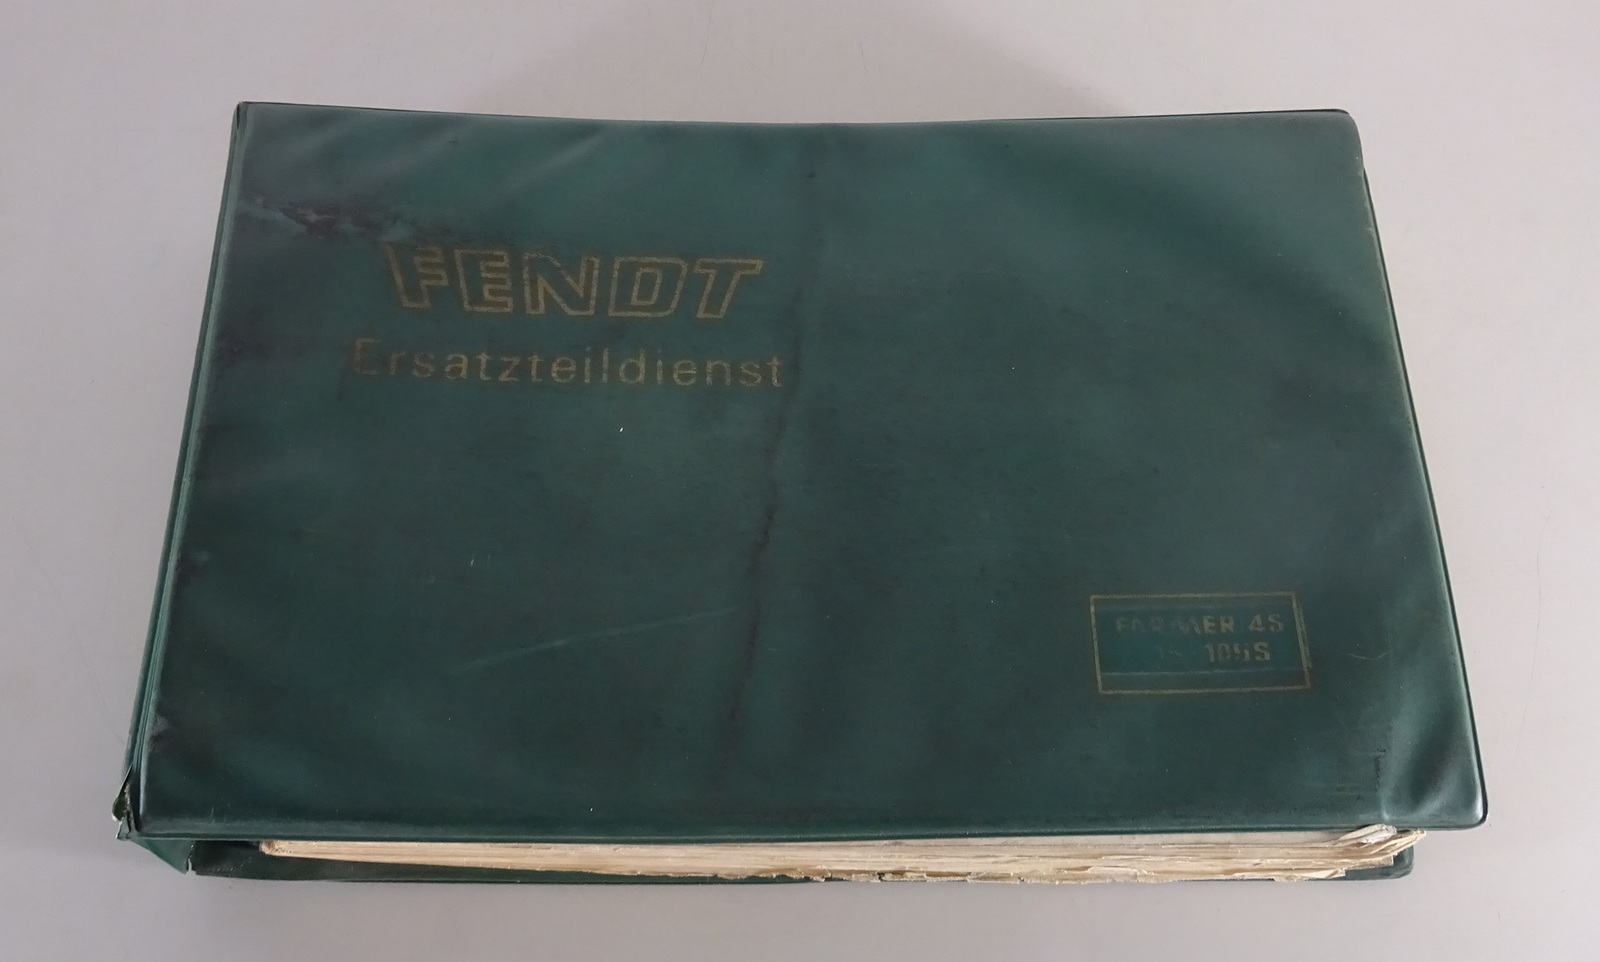 FENDT
Ersatzteildienst
FARMER 4S
105S